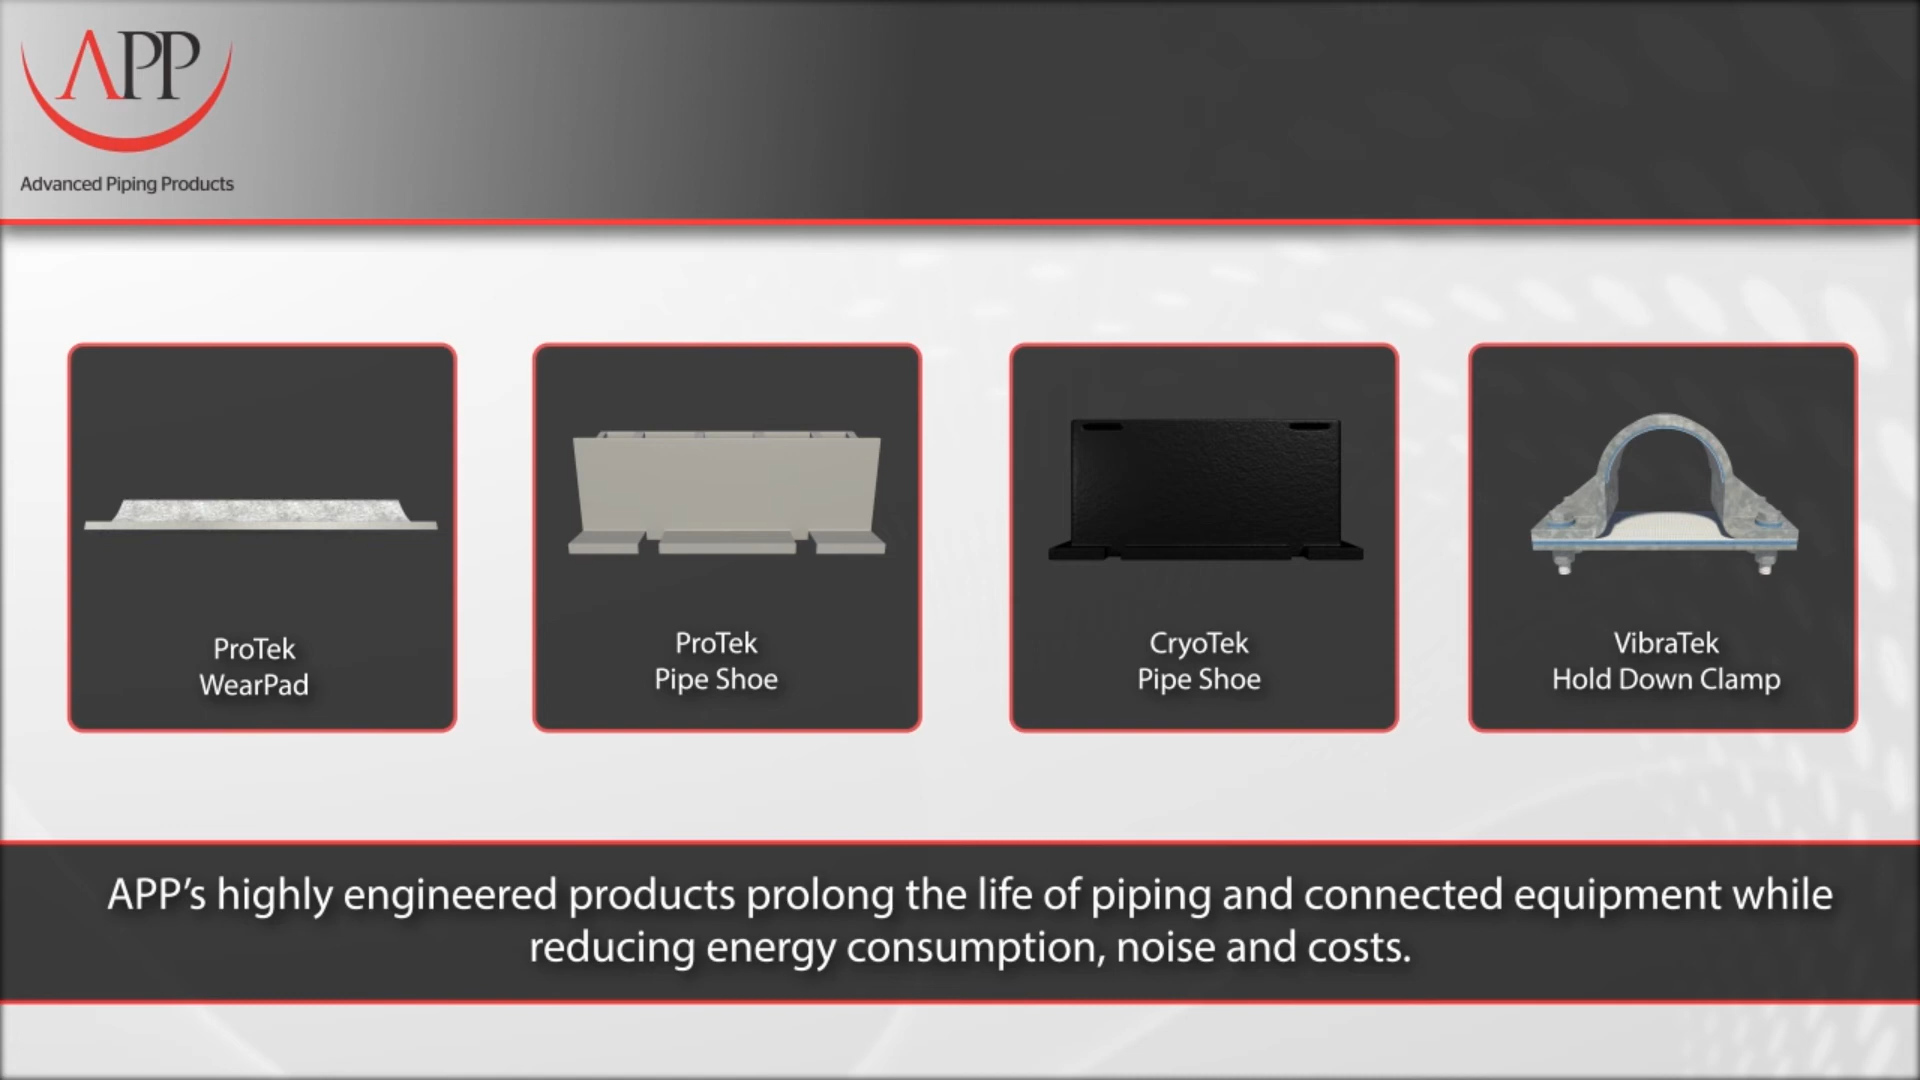 APP
Advanced Piping Products
ProTek
WearPad
ProTek
Pipe Shoe
CryoTek
Pipe Shoe
VibraTek
Hold Down Clamp
APP’s highly engineered products prolong the life of piping and connected equipment while
reducing energy consumption, noise and costs.